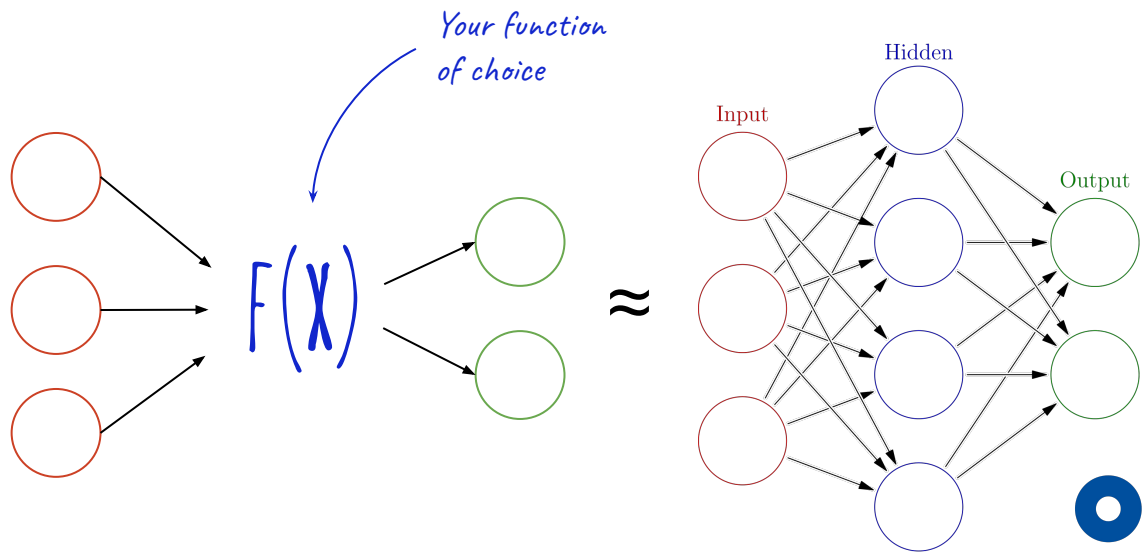 Your function
of choice
F(X)
≈
Input
Hidden
Output